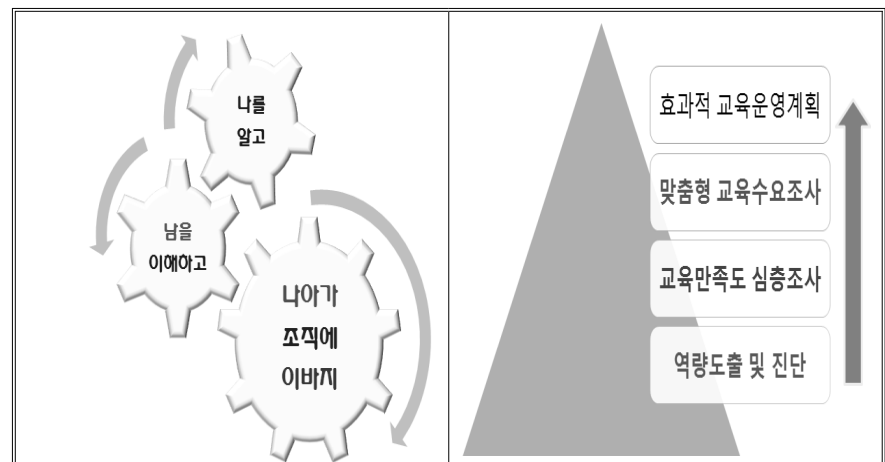 나를
알고
남을
이해하고
나아가
조직에
이바지
효과적 교육운영계획
맞춤형 교육수요조사
교육만족도 심층조사
역량도출 및 진단